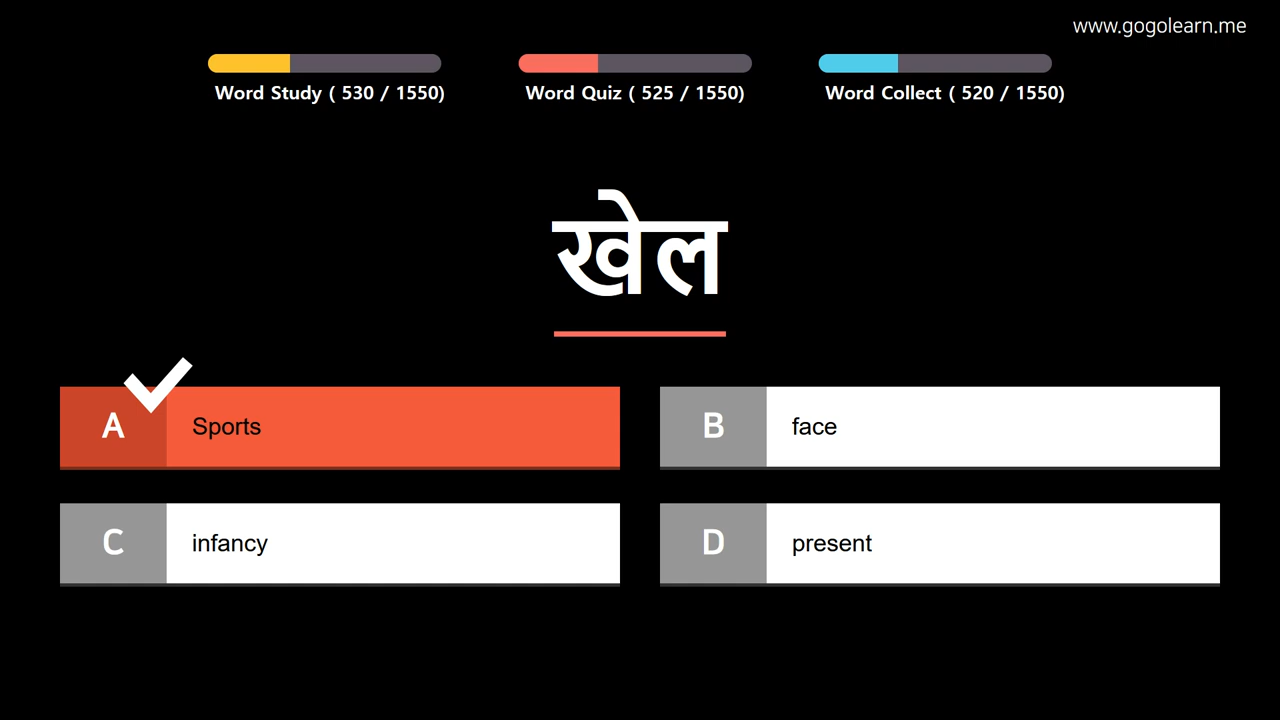 www.gogolearn.me
Word Study ( 530 / 1550)
Word Quiz ( 525 / 1550)
Word Collect ( 520 / 1550)
खेल
A Sports
B face
C infancy
D present